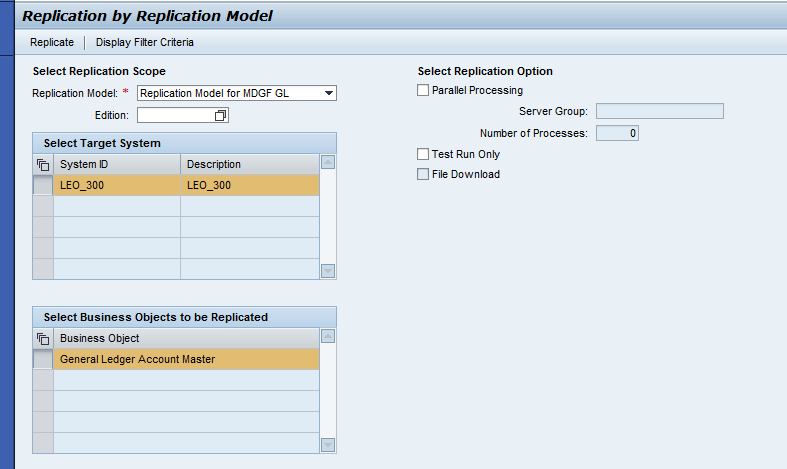 Replication by Replication Model
Replicate Display Filter Criteria
Select Replication Scope
Replication Model: * Replication Model for MDGF GL
Edition:
Select Target System
System ID Description
LEO_300 LEO_300
Select Business Objects to be Replicated
Business Object
General Ledger Account Master
Select Replication Option
Parallel Processing
Server Group:
Number of Processes: 0
Test Run Only
File Download